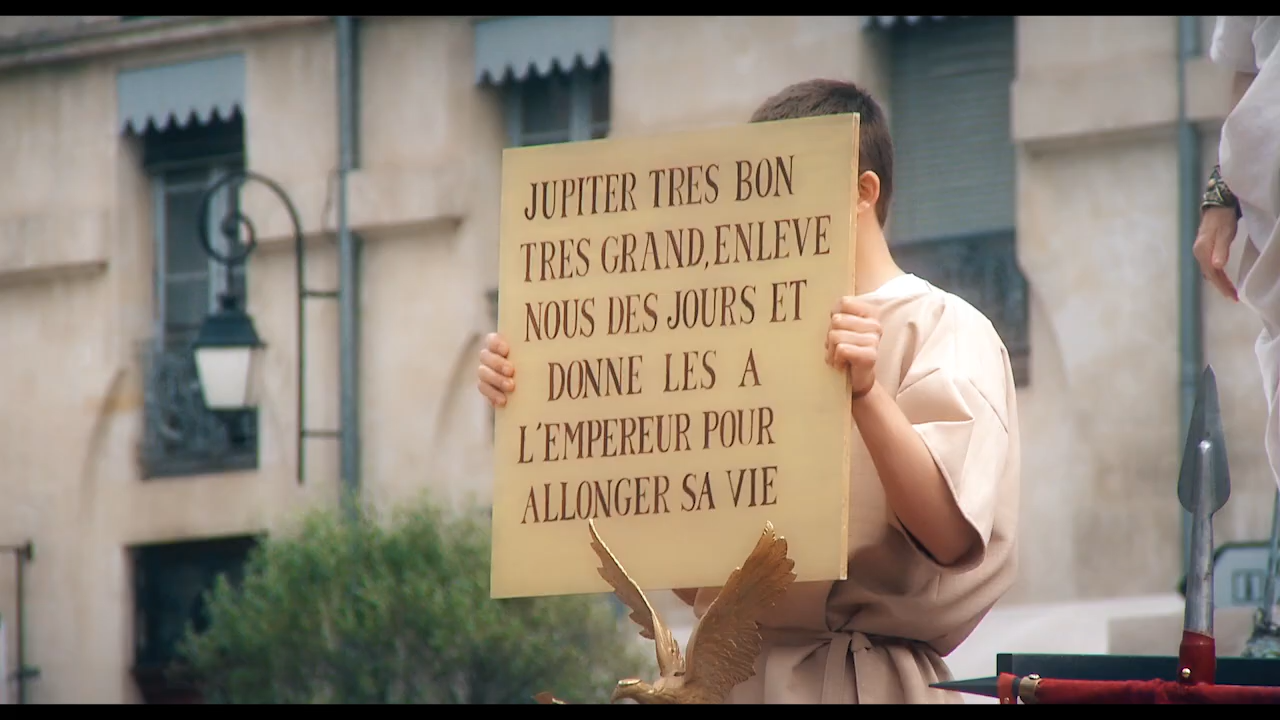 JUPITER TRES BON
TRES GRAND, ENLEVE
NOUS DES JOURS ET
DONNE LES A
L'EMPEREUR POUR
ALLONGER SA VIE